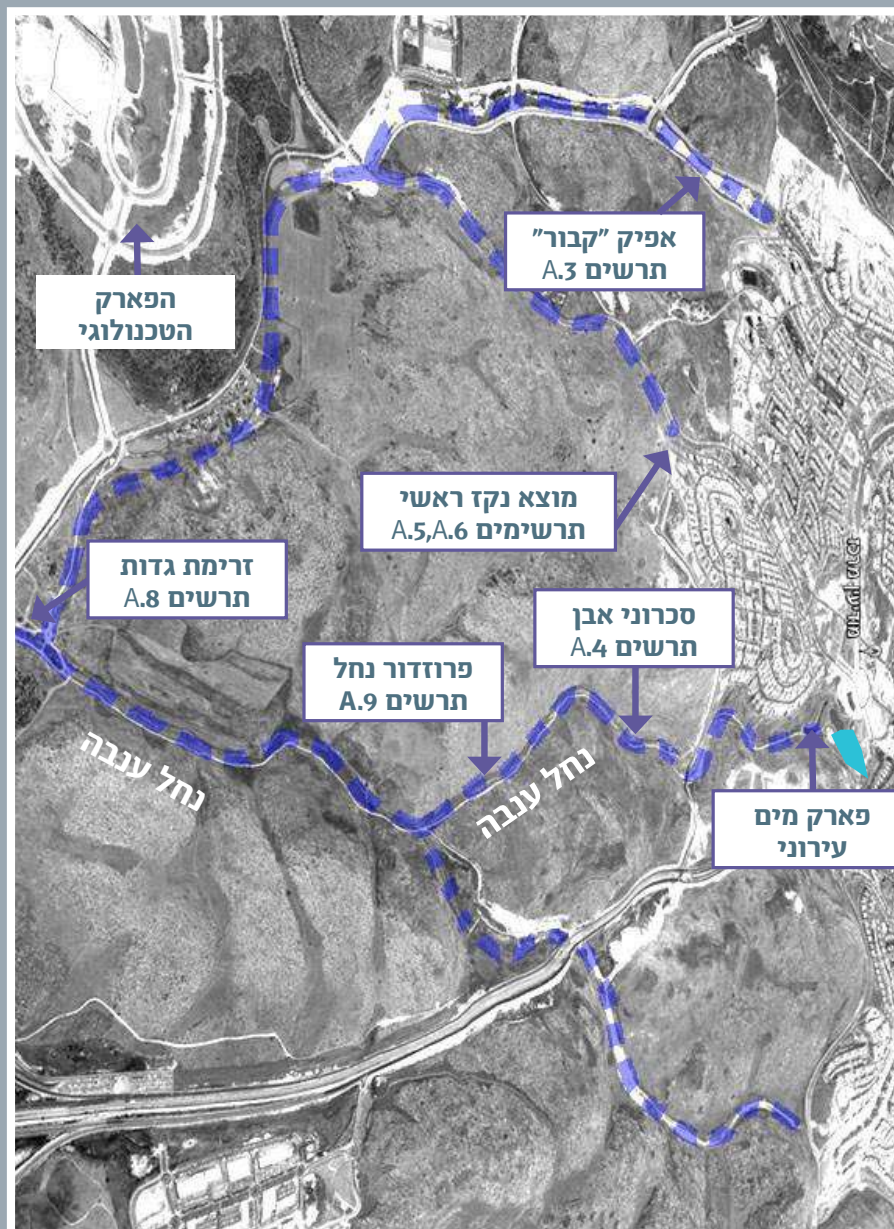 אפיק "קבור"
תרשים A.3
הפארק
הטכנולוגי
מוצא נקז ראשי
תרשימים A.5,A.6
זרימת גדות
תרשים A.8
סכרוני אבן
תרשים A.4
פרוזדור נחל
תרשים A.9
נחל ענבה
נחל ענבה
פארק מים
עירוני